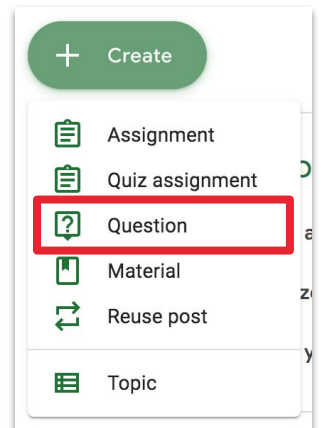 Create
Assignment
Quiz assignment
Question
Material
Reuse post
Topic